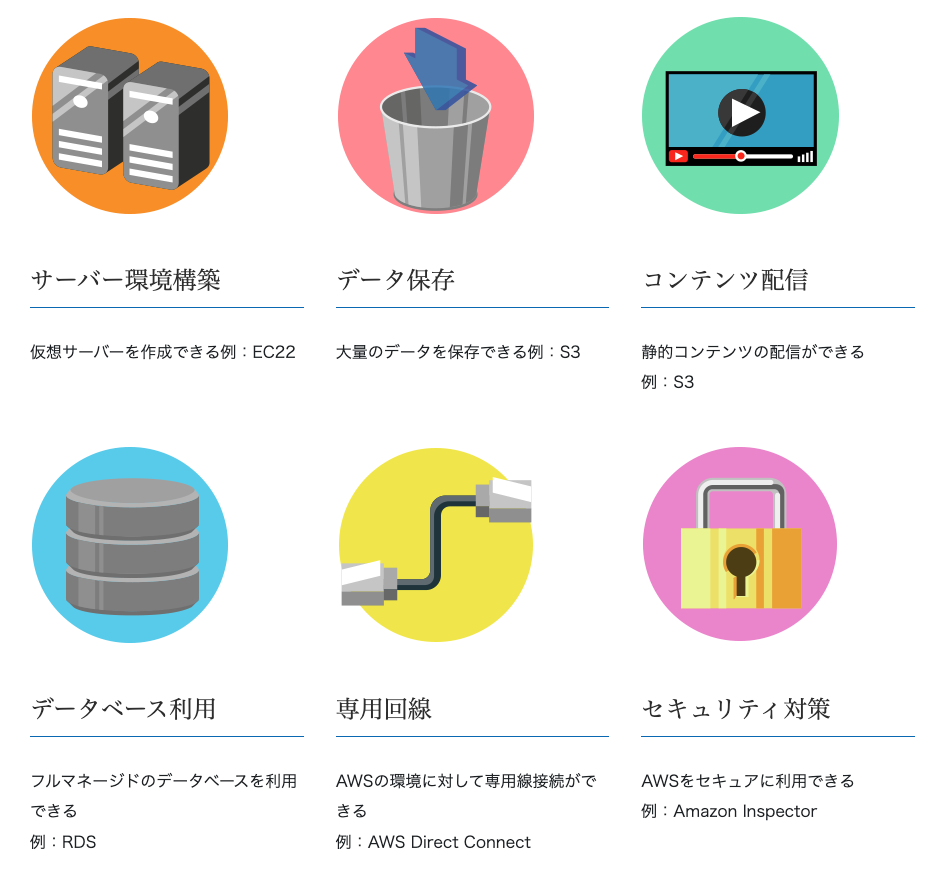 サーバー環境構築
仮想サーバーを作成できる例：EC22
データ保存
大量のデータを保存できる例：S3
コンテンツ配信
静的コンテンツの配信ができる
例：S3
データベース利用
フルマネージドのデータベースを利用
できる
例：RDS
専用回線
AWSの環境に対して専用線接続がで
きる
例：AWS Direct Connect
セキュリティ対策
AWSをセキュアに利用できる
例：Amazon Inspector